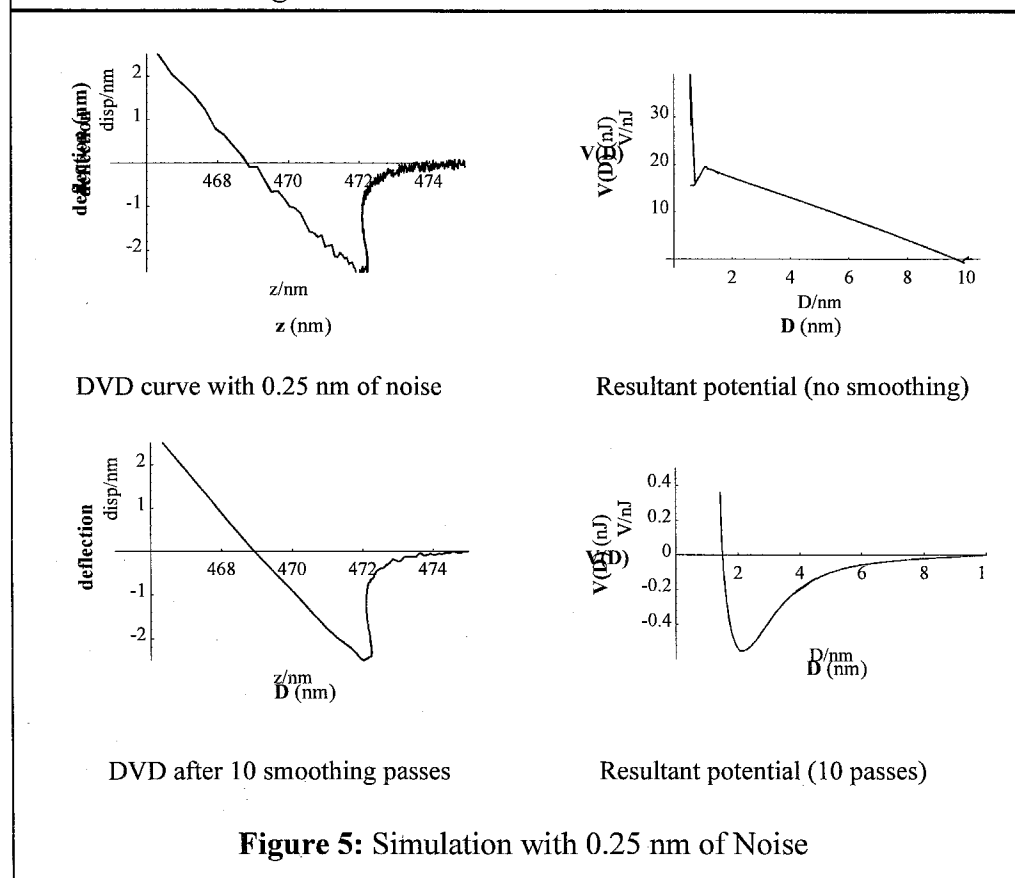 2
1
-1
-2
deflection (nm)
deflection
disp/nm
468 470 472 474
z/nm
z (nm)
30
20
10
V(D)
V(D) (nJ)
V/nJ
2 4 6 8 10
D/nm
D (nm)
DVD curve with 0.25 nm of noise
Resultant potential (no smoothing)
2
1
-1
-2
deflection
disp/nm
468 470 472 474
z/nm
D (nm)
0.4
0.2
0
-0.2
-0.4
V(D)
V(D) (nJ)
V/nJ
2 4 6 8 1
D/nm
D (nm)
DVD after 10 smoothing passes
Resultant potential (10 passes)
Figure 5: Simulation with 0.25 nm of Noise